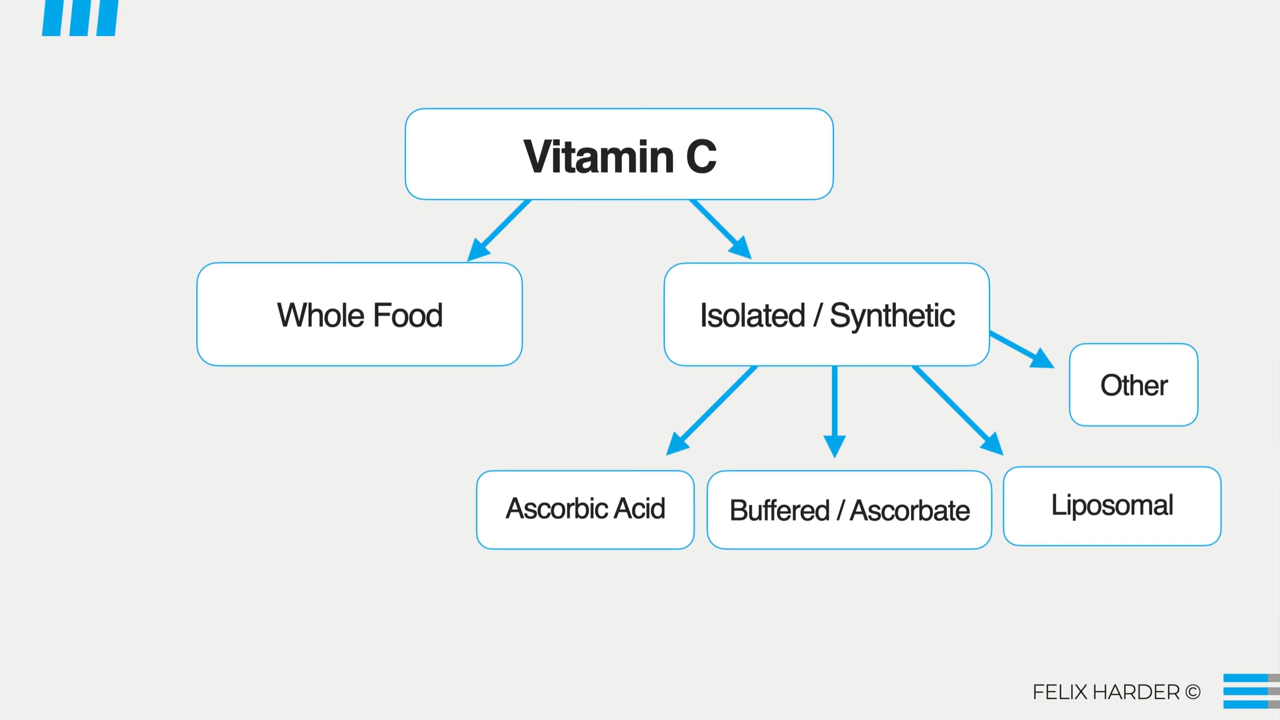 Vitamin C
Whole Food
Isolated / Synthetic
Other
Ascorbic Acid
Buffered / Ascorbate
Liposomal
FELIX HARDER ©